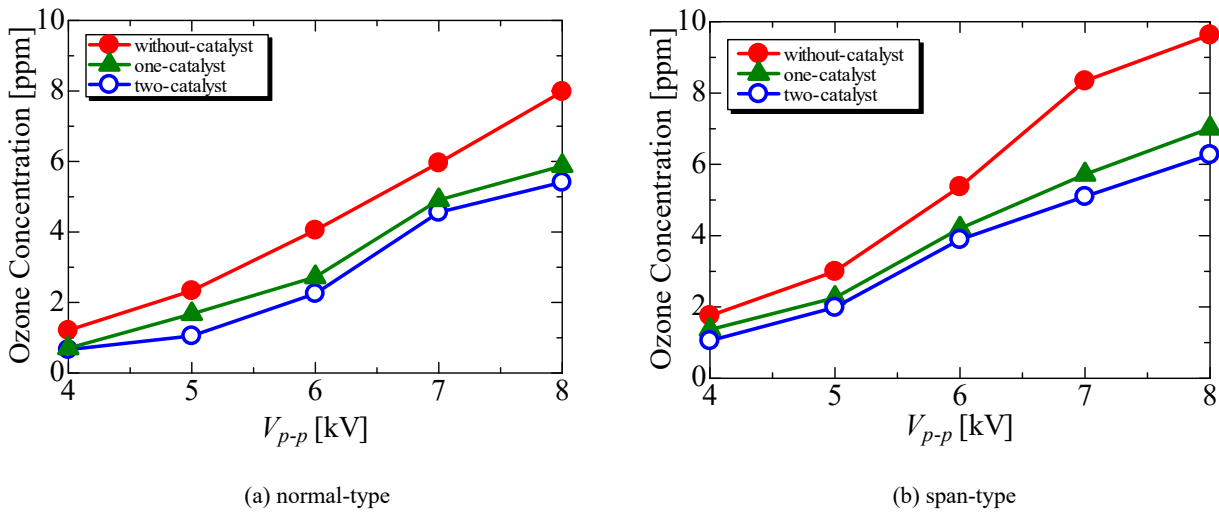 10
8
6
4
2
0
Ozone Concentration [ppm]
without-catalyst
one-catalyst
two-catalyst
4 5 6 7 8
Vp-p [kV]
(a) normal-type
10
8
6
4
2
0
Ozone Concentration [ppm]
without-catalyst
one-catalyst
two-catalyst
4 5 6 7 8
Vp-p [kV]
(b) span-type